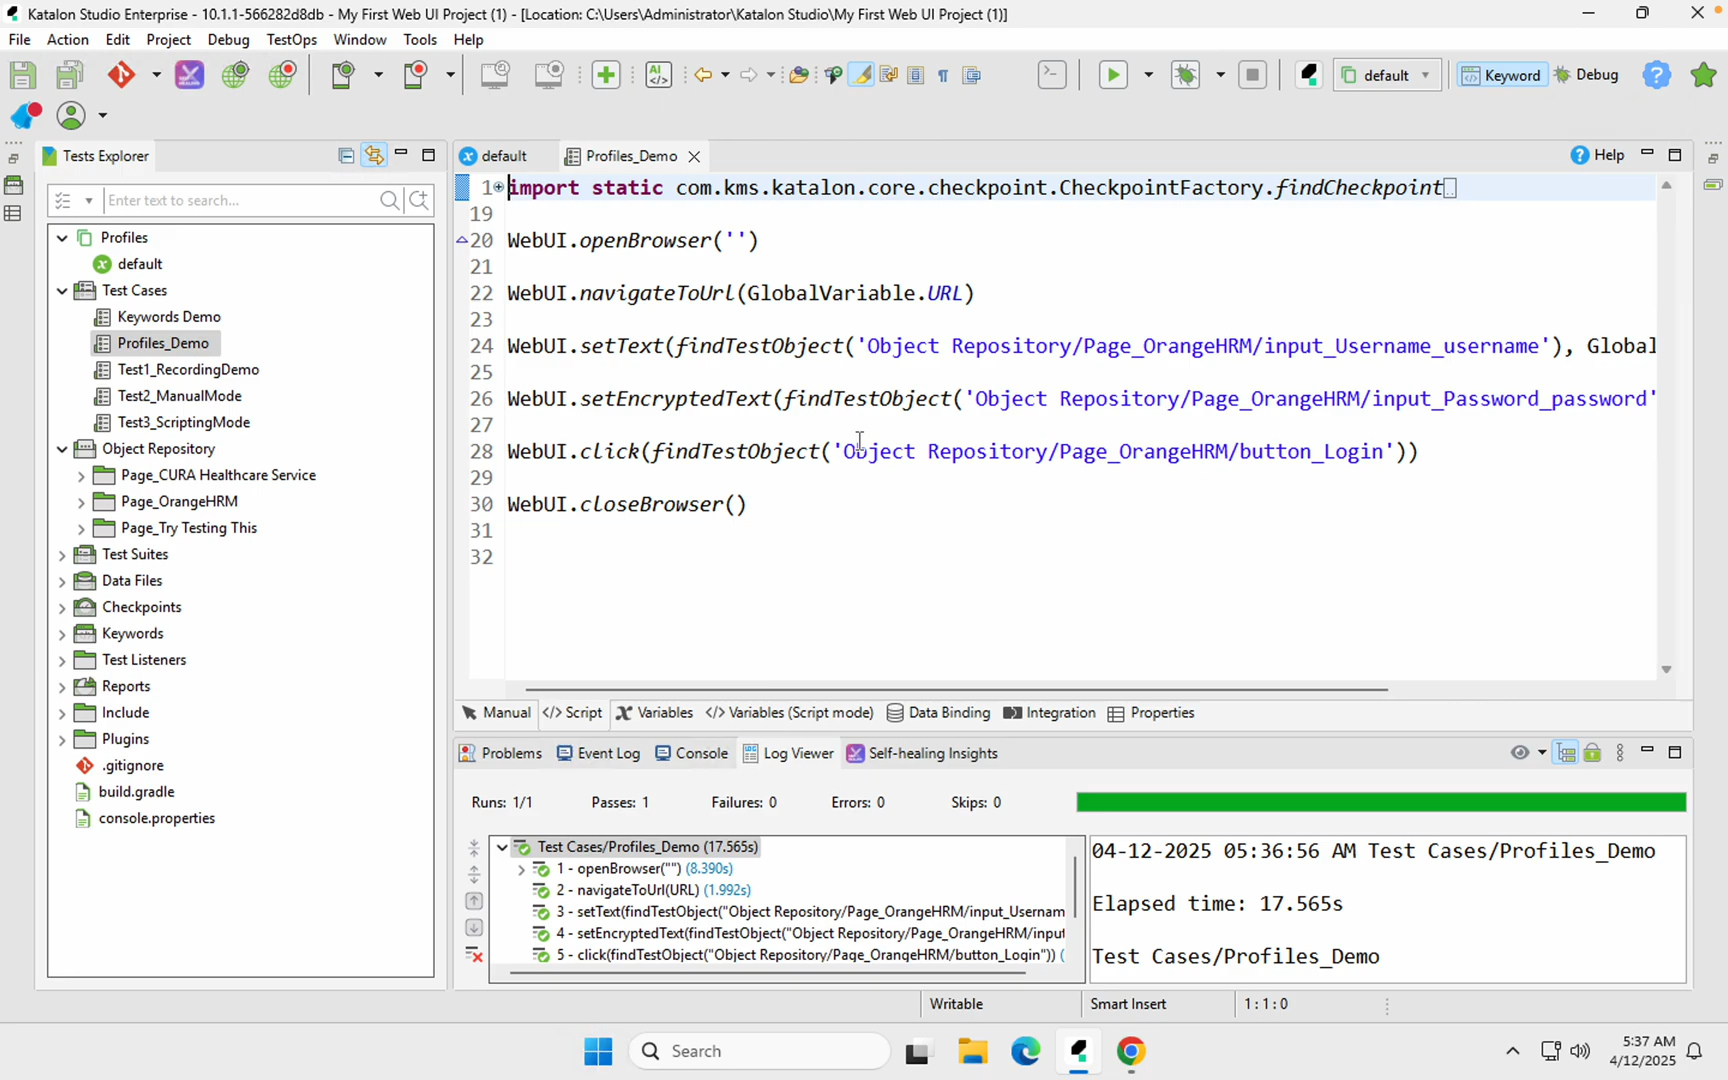 Katalon Studio Enterprise - 10.1.1-566282d8db - My First Web UI Project (1) - [Location: C:\Users\Administrator\Katalon Studio\My First Web UI Project (1)]
File Action Edit Project Debug TestOps Window Tools Help
default Keyword Debug
Tests Explorer
default Profiles_Demo Help
Enter text to search...
Profiles
default
Test Cases
Keywords Demo
Profiles_Demo
Test1_RecordingDemo
Test2_ManualMode
Test3_ScriptingMode
Object Repository
Page_CURA Healthcare Service
Page_OrangeHRM
Page_Try Testing This
Test Suites
Data Files
Checkpoints
Keywords
Test Listeners
Reports
Include
Plugins
.gitignore
build.gradle
console.properties
1 import static com.kms.katalon.core.checkpoint.CheckpointFactory.findCheckpoint
19
20 WebUI.openBrowser('')
21
22 WebUI.navigateToUrl(GlobalVariable.URL)
23
24 WebUI.setText(findTestObject('Object Repository/Page_OrangeHRM/input_Username_username'), Global
25
26 WebUI.setEncryptedText(findTestObject('Object Repository/Page_OrangeHRM/input_Password_password'
27
28 WebUI.click(findTestObject('Object Repository/Page_OrangeHRM/button_Login'))
29
30 WebUI.closeBrowser()
31
32
Manual </> Script Variables </> Variables (Script mode) Data Binding Integration Properties
Problems Event Log Console Log Viewer Self-healing Insights
Runs: 1/1 Passes: 1 Failures: 0 Errors: 0 Skips: 0
Test Cases/Profiles_Demo (17.565s)
1 - openBrowser("") (8.390s)
2 - navigateToUrl(URL) (1.992s)
3 - setText(findTestObject("Object Repository/Page_OrangeHRM/input_Usernam
4 - setEncryptedText(findTestObject("Object Repository/Page_OrangeHRM/input
5 - click(findTestObject("Object Repository/Page_OrangeHRM/button_Login")) (
04-12-2025 05:36:56 AM Test Cases/Profiles_Demo
Elapsed time: 17.565s
Test Cases/Profiles_Demo
Writable Smart Insert 1 : 1 : 0
Search
5:37 AM
4/12/2025